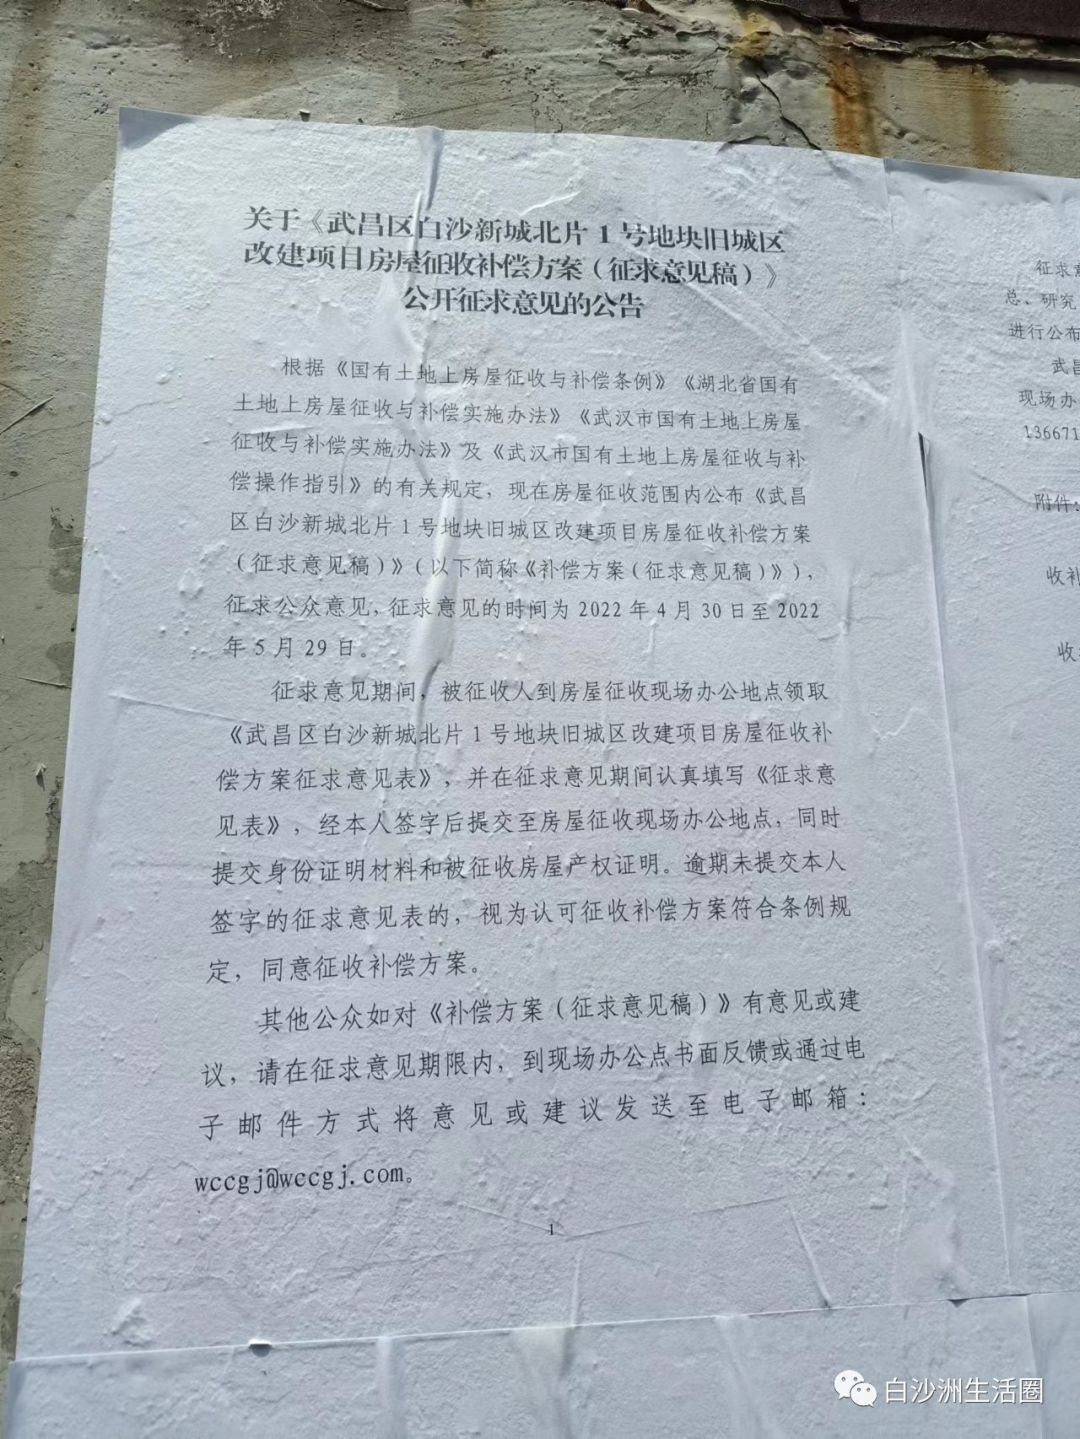 关于《武昌区白沙新城北片1号地块旧城区
改建项目房屋征收补偿方案（征求意见稿）》
公开征求意见的公告
根据《国有土地上房屋征收与补偿条例》《湖北省国有
土地上房屋征收与补偿实施办法》《武汉市国有土地上房屋
征收与补偿实施办法》及《武汉市国有土地上房屋征收与补
偿操作指引》的有关规定，现在房屋征收范围内公布《武昌
区白沙新城北片1号地块旧城区改建项目房屋征收补偿方案
（征求意见稿）》（以下简称《补偿方案（征求意见稿）》），
征求公众意见，征求意见的时间为2022年4月30日至2022
年5月29日。
征求意见期间，被征收人到房屋征收现场办公地点领取
《武昌区白沙新城北片1号地块旧城区改建项目房屋征收补
偿方案征求意见表》，并在征求意见期间认真填写《征求意
见表》，经本人签字后提交至房屋征收现场办公地点，同时
提交身份证明材料和被征收房屋产权证明。逾期未提交本人
签字的征求意见表的，视为认可征收补偿方案符合条例规
定，同意征收补偿方案。
其他公众如对《补偿方案（征求意见稿）》有意见或建
议，请在征求意见期限内，到现场办公点书面反馈或通过电
子邮件方式将意见或建议发送至电子邮箱：
wccgj@wccgj.com。
1
征求意
总、研究
进行公布
武昌
现场办
136671
附件：
收补
收
白沙洲生活圈